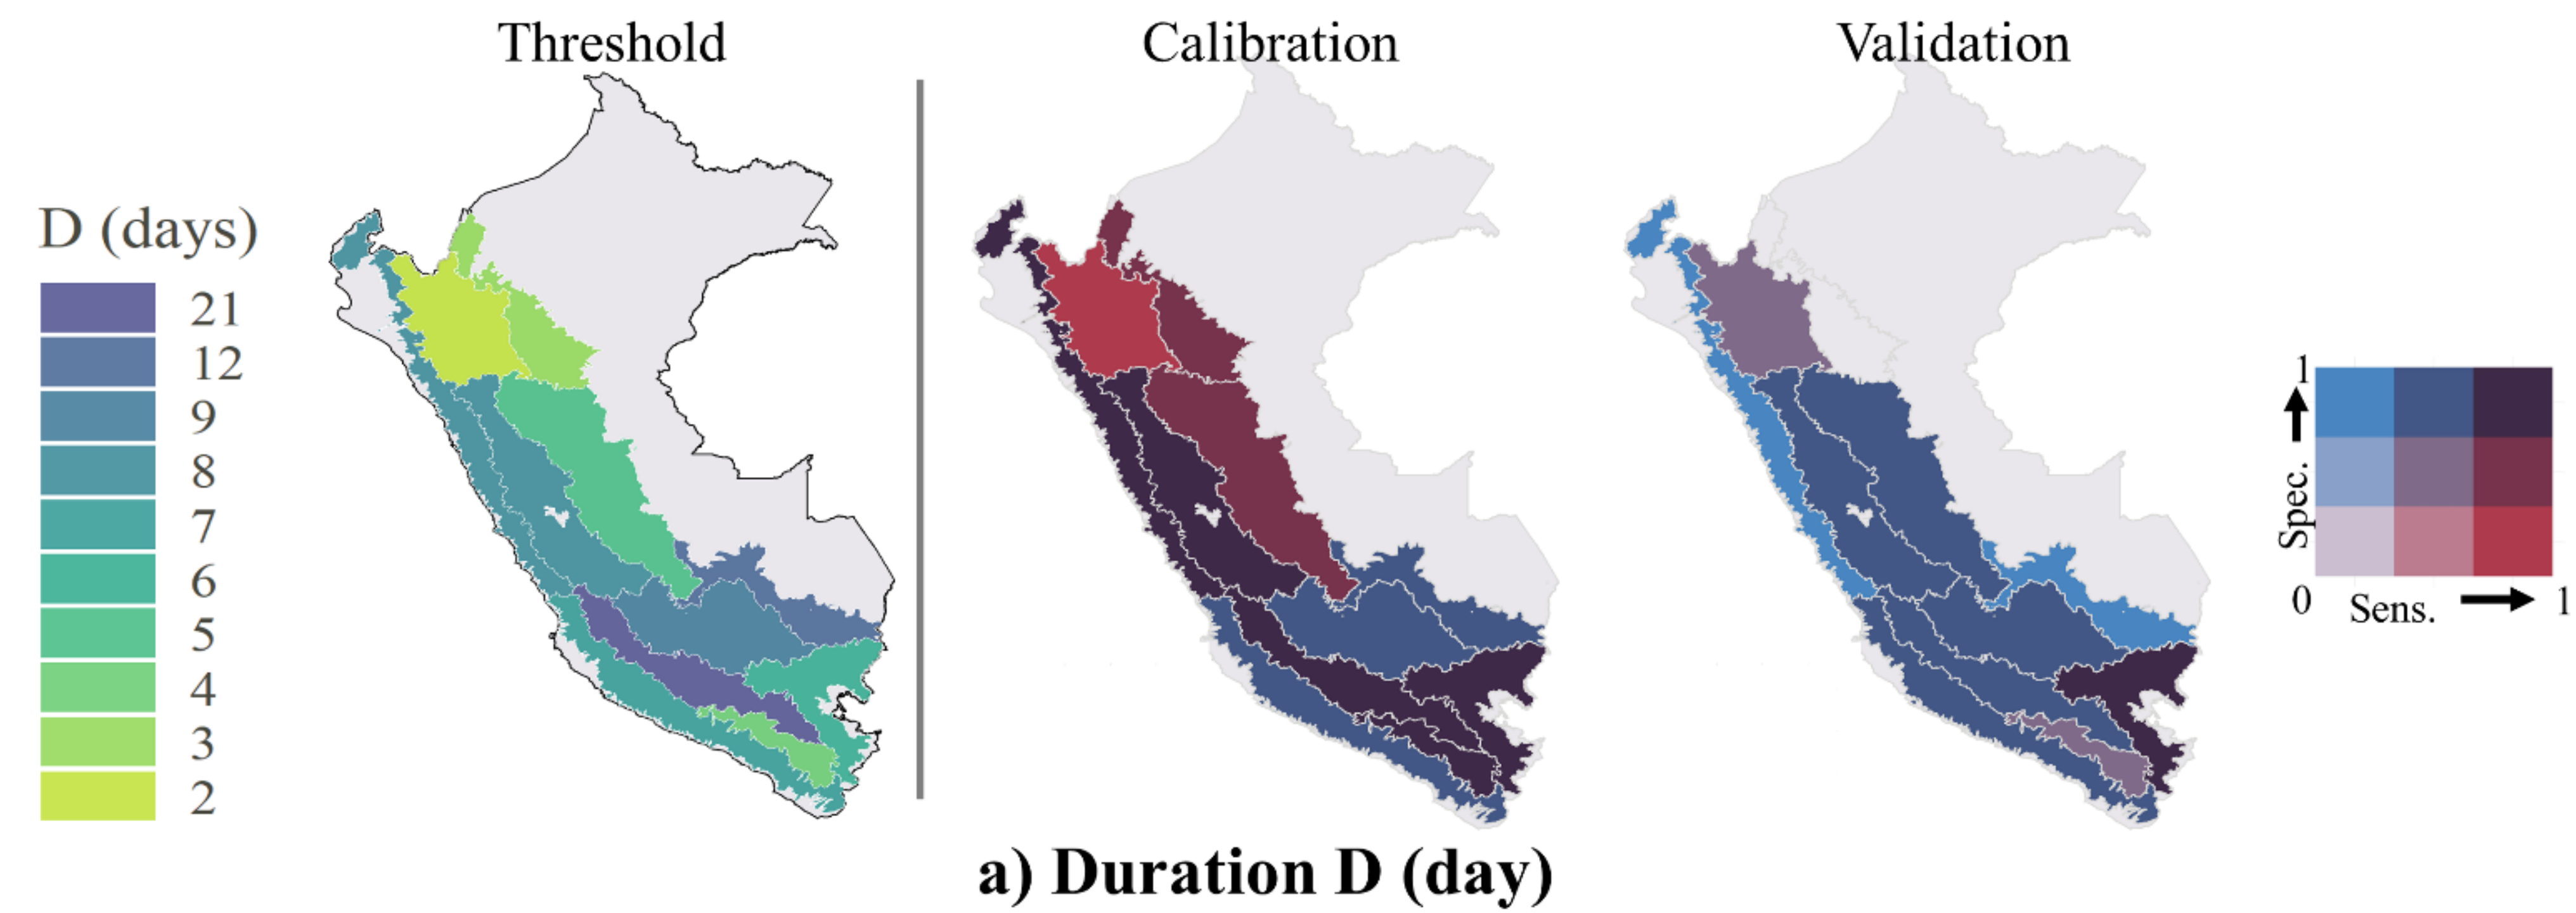 Threshold
Calibration
Validation
D (days)
21
12
9
8
7
6
5
4
3
2
1
Spec.
0
Sens.
1
a) Duration D (day)